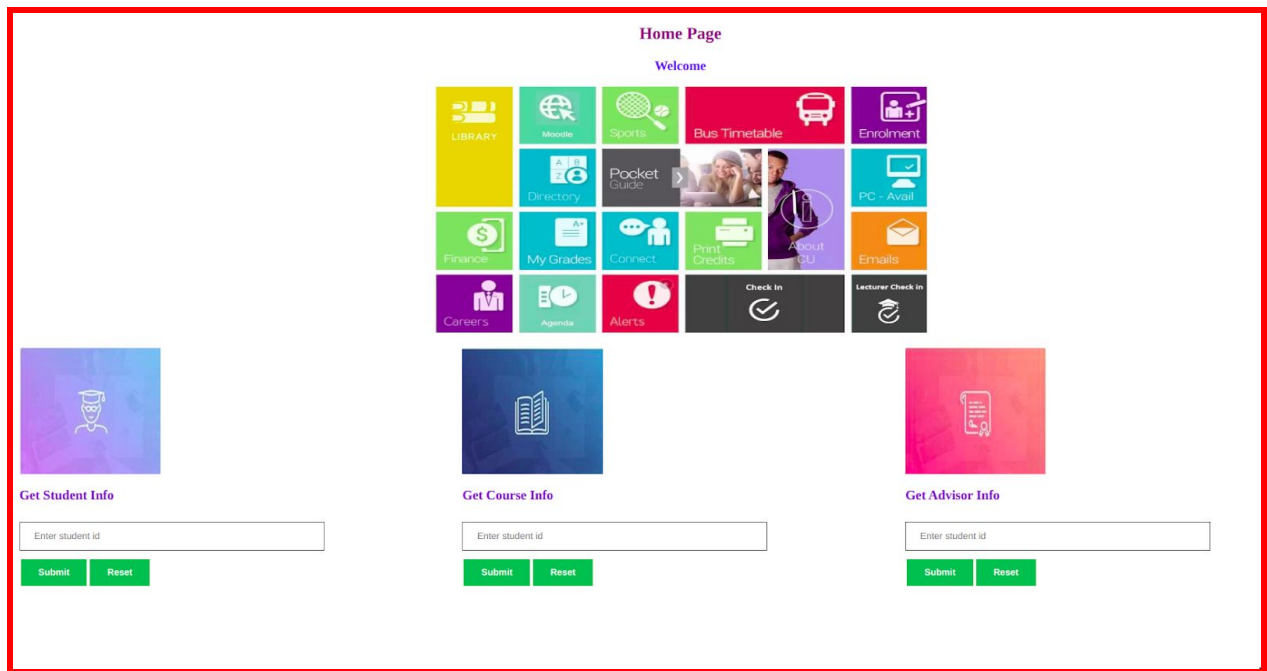 Home Page
Welcome
LIBRARY
Moodle
Sports
Bus Timetable
Enrolment
A B
Z
Directory
Pocket
Guide
PC - Avail
$
Finance
A+
My Grades
Connect
Print
Credits
About
CU
Emails
Careers
Agenda
Alerts
Check In
Lecturer Check in
Get Student Info
Get Course Info
Get Advisor Info
Enter student id
Enter student id
Enter student id
Submit Reset
Submit Reset
Submit Reset